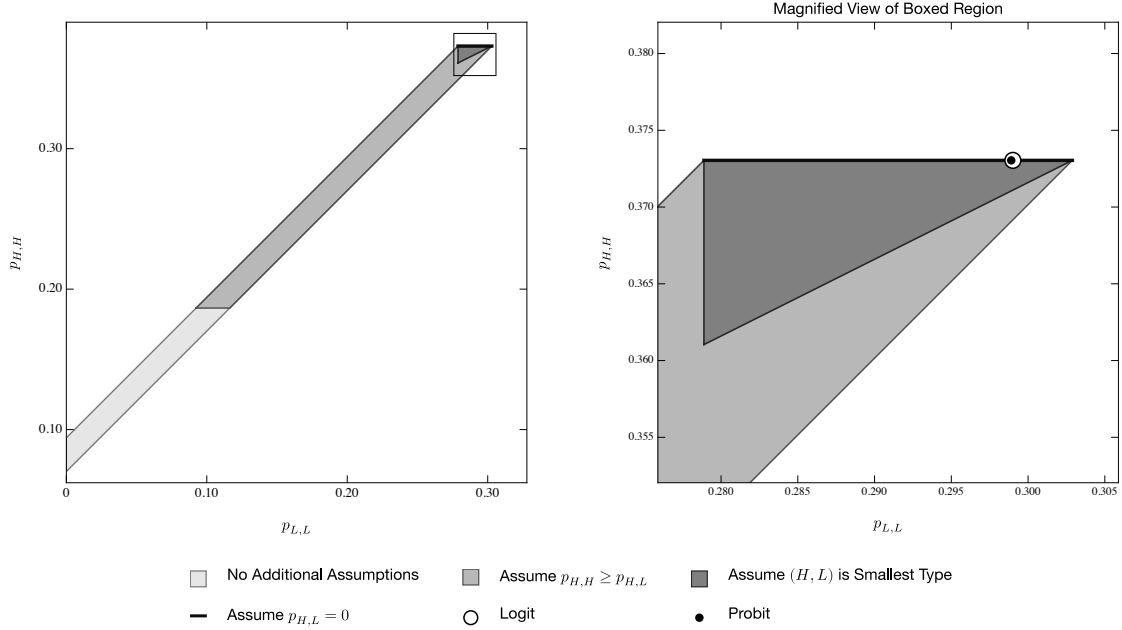 Magnified View of Boxed Region
0.30
0.20
0.10
p_{H,H}
0
0.10
0.20
0.30
p_{L,L}
0.380
0.375
0.370
0.365
0.360
0.355
p_{H,H}
0.280
0.285
0.290
0.295
0.300
0.305
p_{L,L}
No Additional Assumptions
Assume p_{H,H} ≥ p_{H,L}
Assume (H, L) is Smallest Type
Assume p_{H,L} = 0
Logit
Probit